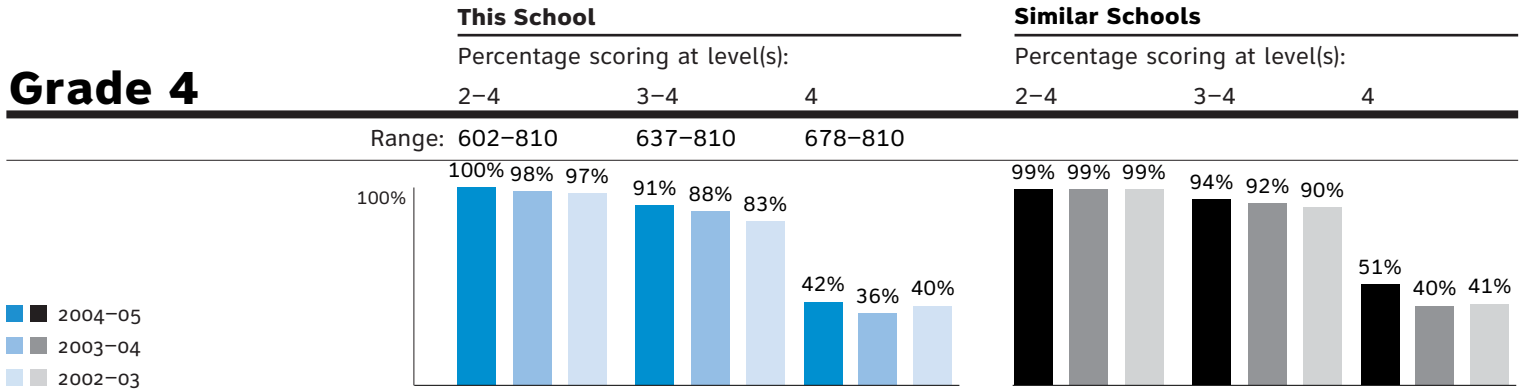 This School Similar Schools
Percentage scoring at level(s): Percentage scoring at level(s):
Grade 4 2–4 3–4 4 2–4 3–4 4
Range: 602–810 637–810 678–810
100% 98% 97% 91% 88% 83% 42% 36% 40% 99% 99% 99% 94% 92% 90% 51% 40% 41%
100%
2004–05
2003–04
2002–03